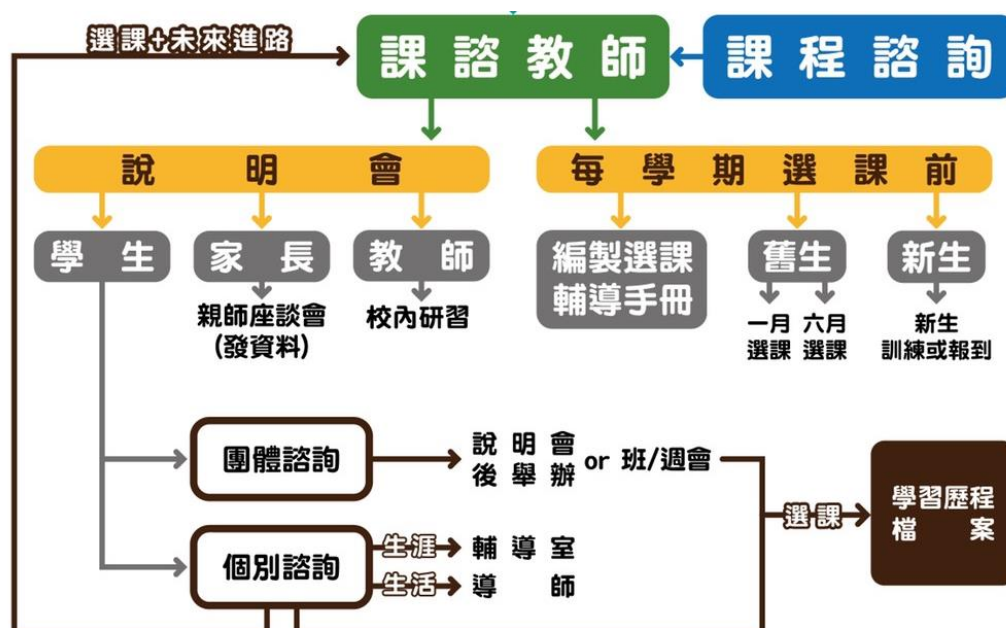 選課+未來進路
課諮教師
課程諮詢
說明會
每學期選課前
學生
家長
教師
編製選課
輔導手冊
舊生
新生
親師座談會
(發資料)
校內研習
一月
選課
六月
選課
新生
訓練或報到
團體諮詢
說明會
後舉辦
or 班/週會
選課
學習歷程
檔案
個別諮詢
生涯
輔導室
生活
導師